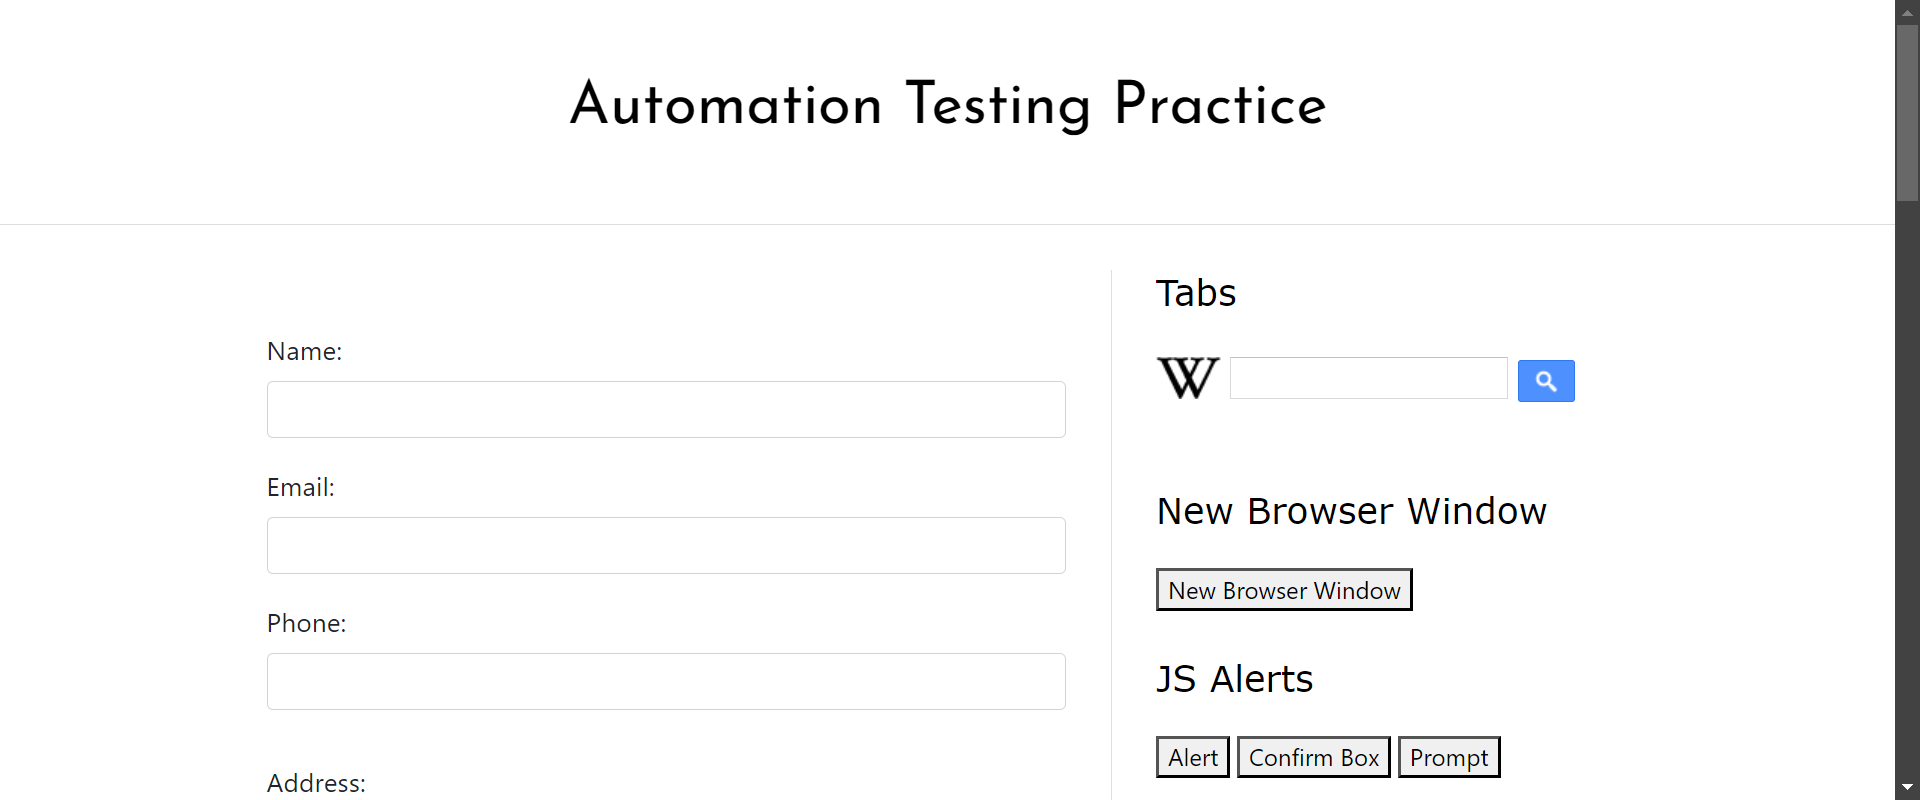 Automation Testing Practice
Name:
Email:
Phone:
Address:
Tabs
W
New Browser Window
New Browser Window
JS Alerts
Alert Confirm Box Prompt